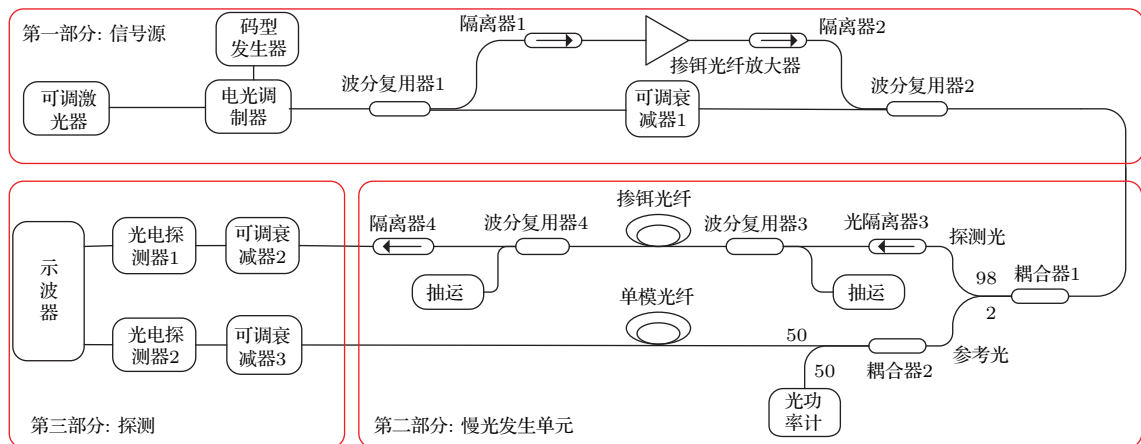 第一部分: 信号源
码型
发生器
可调激
光器
电光调
制器
波分复用器1
隔离器1
掺铒光纤放大器
隔离器2
可调衰
减器1
波分复用器2
示
波
器
光电探
测器1
可调衰
减器2
隔离器4
波分复用器4
掺铒光纤
波分复用器3
光隔离器3
探测光
抽运
抽运
98
2
耦合器1
光电探
测器2
可调衰
减器3
单模光纤
50
50
耦合器2
参考光
光功
率计
第三部分: 探测
第二部分: 慢光发生单元